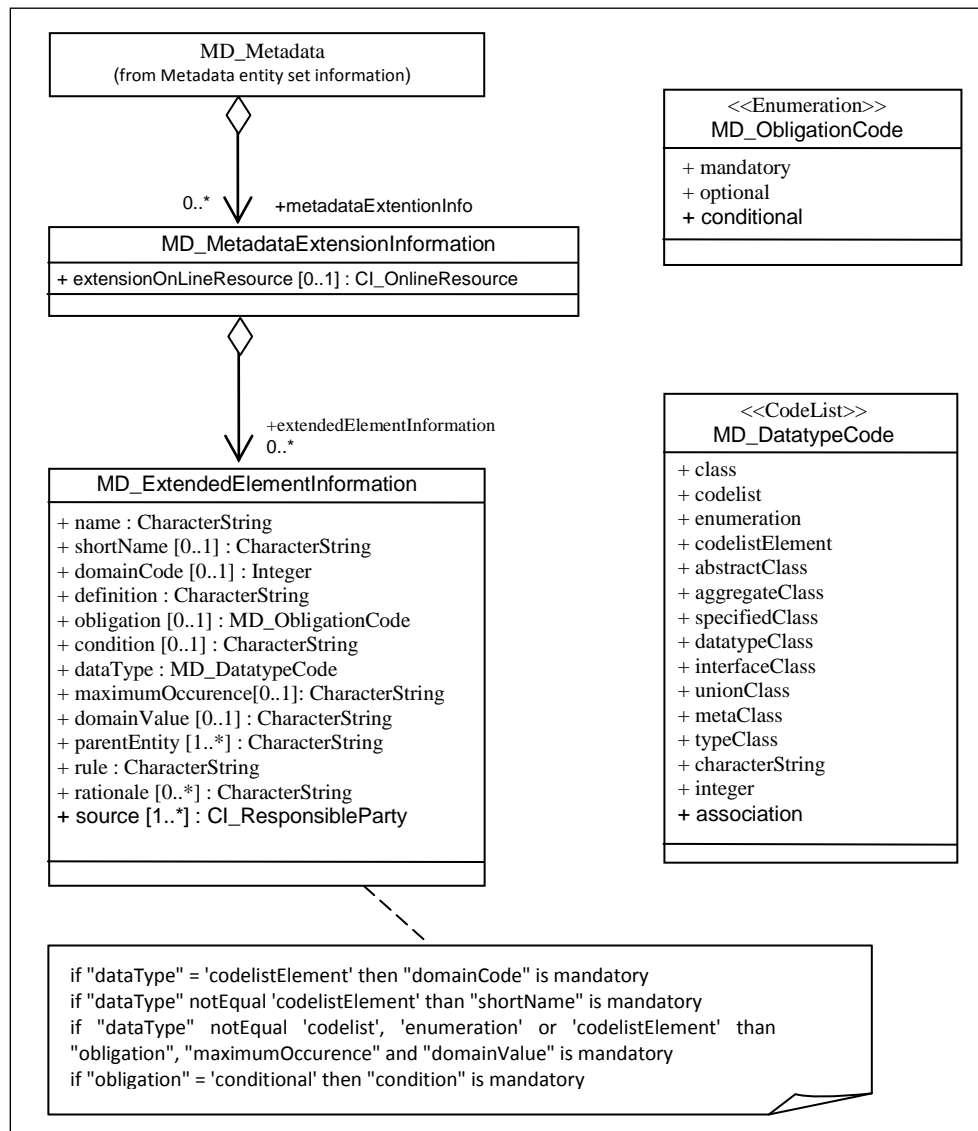 MD_Metadata
(from Metadata entity set information)
0..*
+metadataExtentionInfo
MD_MetadataExtensionInformation
+ extensionOnLineResource [0..1] : CI_OnlineResource
+extendedElementInformation
0..*
MD_ExtendedElementInformation
+ name : CharacterString
+ shortName [0..1] : CharacterString
+ domainCode [0..1] : Integer
+ definition : CharacterString
+ obligation [0..1] : MD_ObligationCode
+ condition [0..1] : CharacterString
+ dataType : MD_DatatypeCode
+ maximumOccurence[0..1]: CharacterString
+ domainValue [0..1] : CharacterString
+ parentEntity [1..*] : CharacterString
+ rule : CharacterString
+ rationale [0..*] : CharacterString
+ source [1..*] : CI_ResponsibleParty
<<Enumeration>>
MD_ObligationCode
+ mandatory
+ optional
+ conditional
<<CodeList>>
MD_DatatypeCode
+ class
+ codelist
+ enumeration
+ codelistElement
+ abstractClass
+ aggregateClass
+ specifiedClass
+ datatypeClass
+ interfaceClass
+ unionClass
+ metaClass
+ typeClass
+ characterString
+ integer
+ association
if "dataType" = 'codelistElement' then "domainCode" is mandatory
if "dataType" notEqual 'codelistElement' than "shortName" is mandatory
if "dataType" notEqual 'codelist', 'enumeration' or 'codelistElement' than
"obligation", "maximumOccurence" and "domainValue" is mandatory
if "obligation" = 'conditional' then "condition" is mandatory